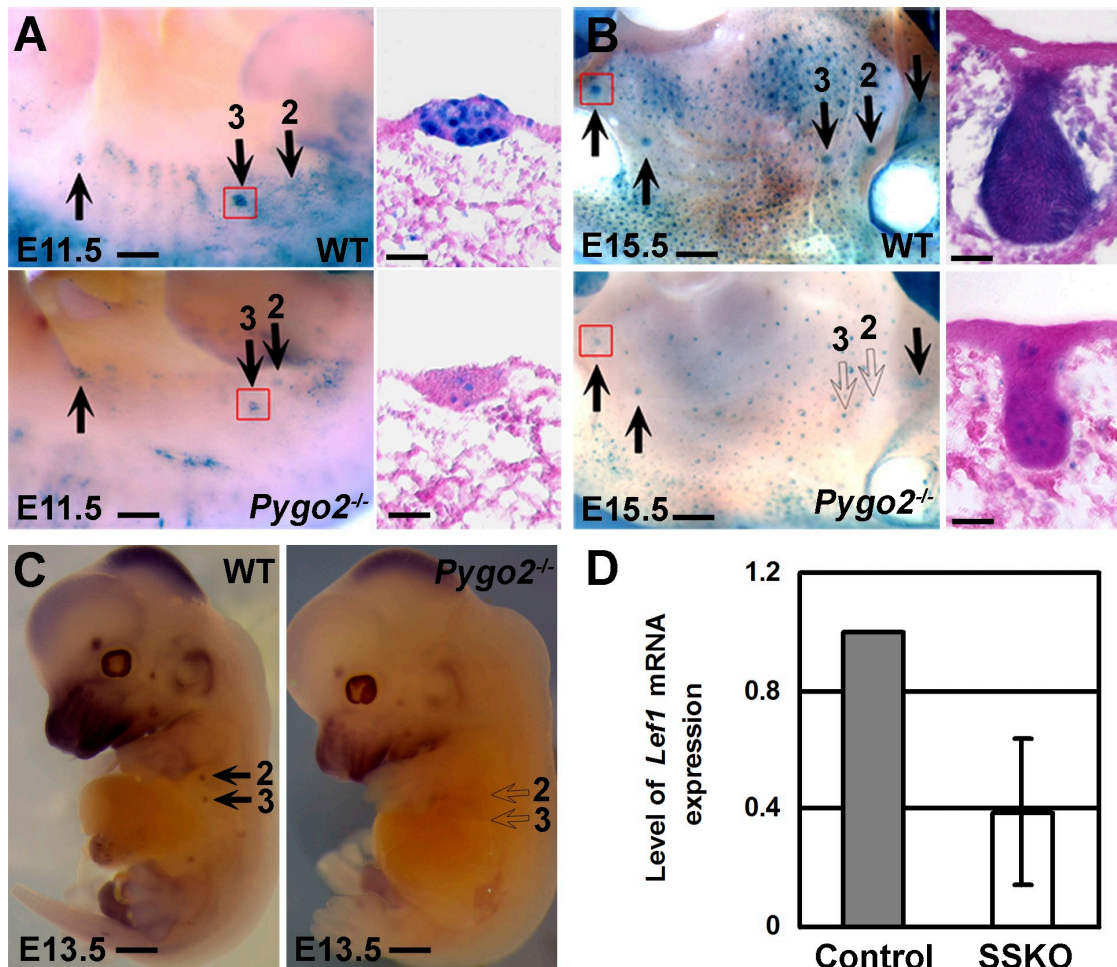 A
3 2
E11.5 WT
3 2
E11.5 Pygo2-/-
B
3 2
E15.5 WT
3 2
E15.5 Pygo2-/-
C WT
2
3
E13.5
Pygo2-/-
2
3
E13.5
D
Level of Lef1 mRNA
expression
1.2
0.8
0.4
0
Control SSKO